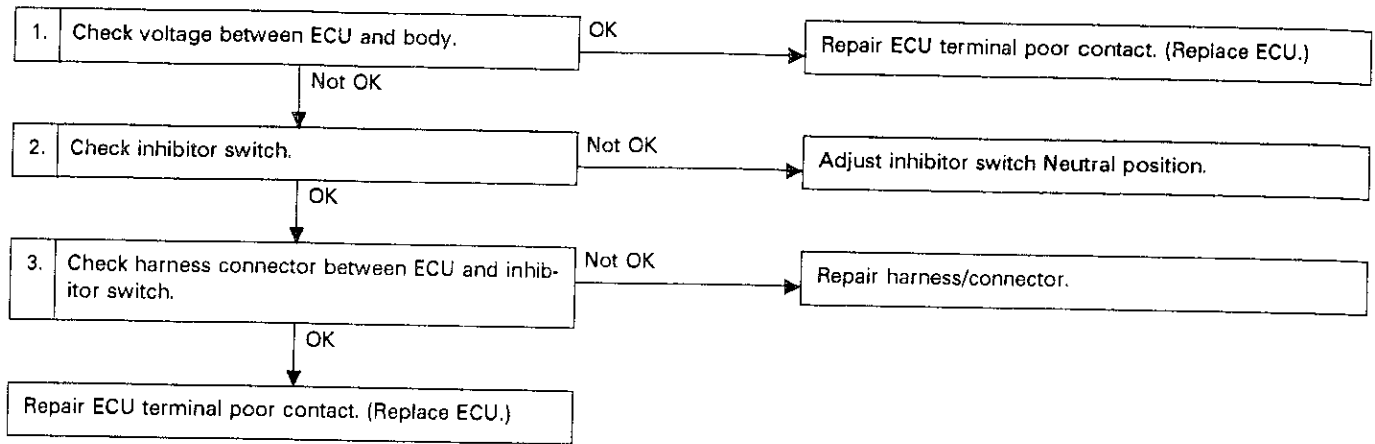 1. Check voltage between ECU and body.
OK
Repair ECU terminal poor contact. (Replace ECU.)
Not OK
2. Check inhibitor switch.
Not OK
Adjust inhibitor switch Neutral position.
OK
3. Check harness connector between ECU and inhib-
itor switch.
Not OK
Repair harness/connector.
OK
Repair ECU terminal poor contact. (Replace ECU.)